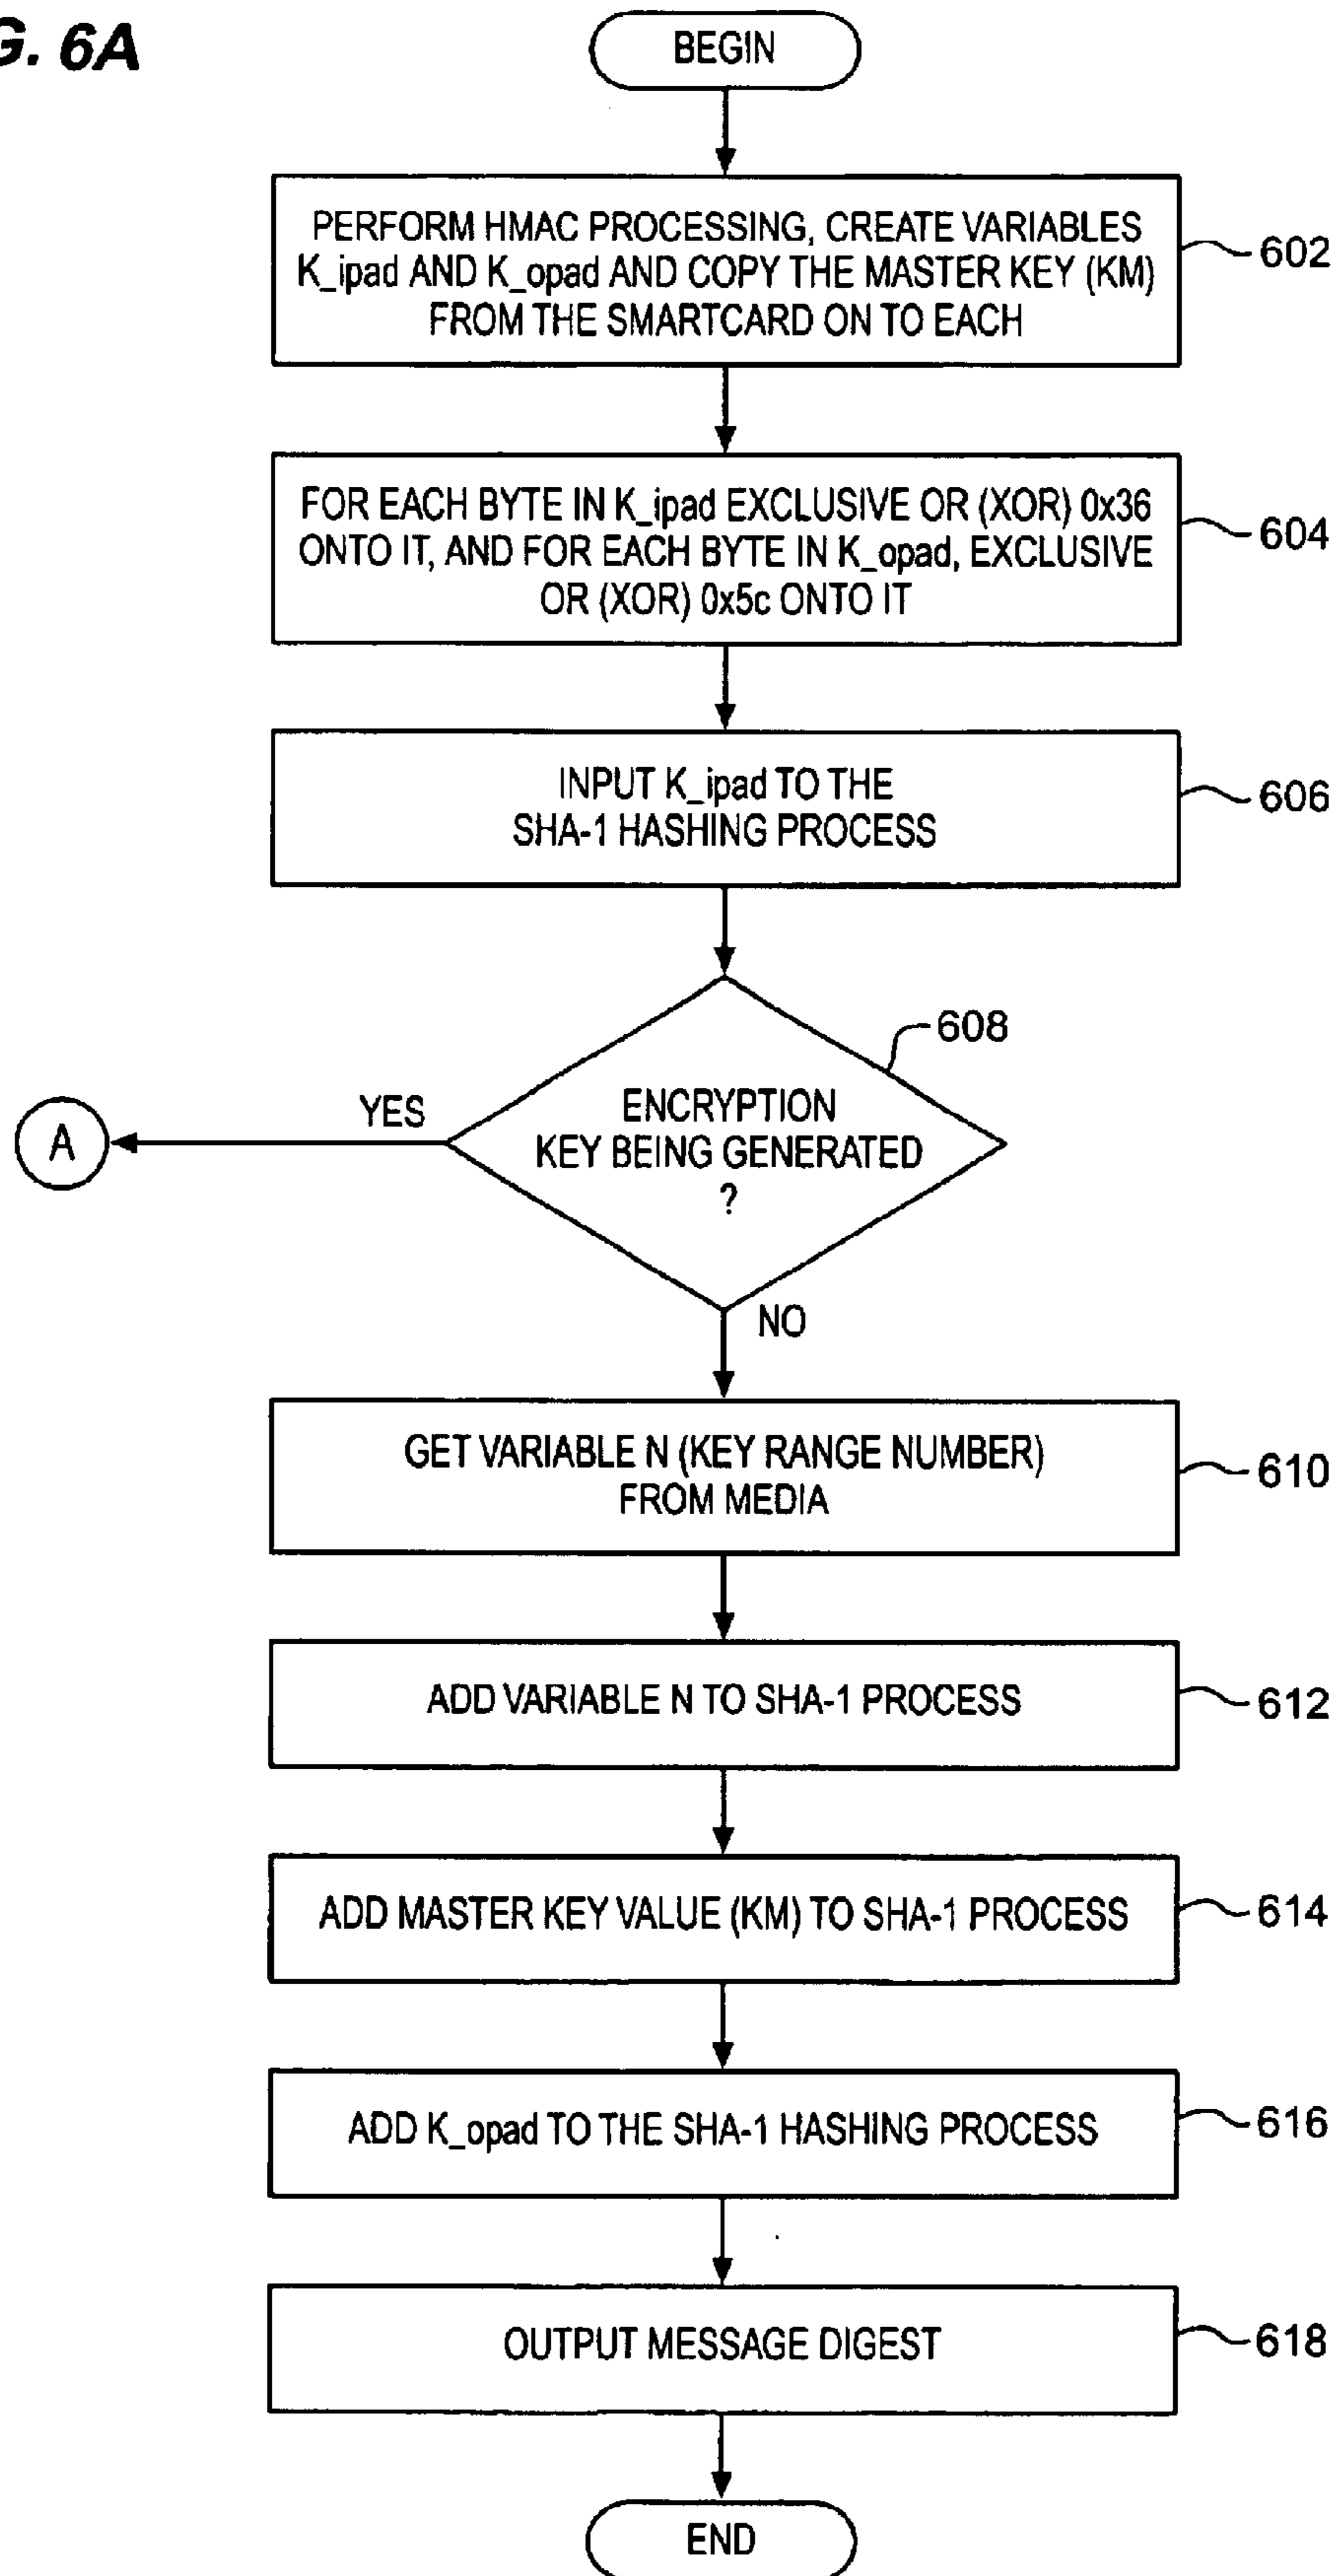 G. 6A
BEGIN
PERFORM HMAC PROCESSING, CREATE VARIABLES
K_ipad AND K_opad AND COPY THE MASTER KEY (KM)
FROM THE SMARTCARD ON TO EACH
602
FOR EACH BYTE IN K_ipad EXCLUSIVE OR (XOR) 0x36
ONTO IT, AND FOR EACH BYTE IN K_opad, EXCLUSIVE
OR (XOR) 0x5c ONTO IT
604
INPUT K_ipad TO THE
SHA-1 HASHING PROCESS
606
608
ENCRYPTION
KEY BEING GENERATED
?
YES
A
NO
GET VARIABLE N (KEY RANGE NUMBER)
FROM MEDIA
610
ADD VARIABLE N TO SHA-1 PROCESS
612
ADD MASTER KEY VALUE (KM) TO SHA-1 PROCESS
614
ADD K_opad TO THE SHA-1 HASHING PROCESS
616
OUTPUT MESSAGE DIGEST
618
END